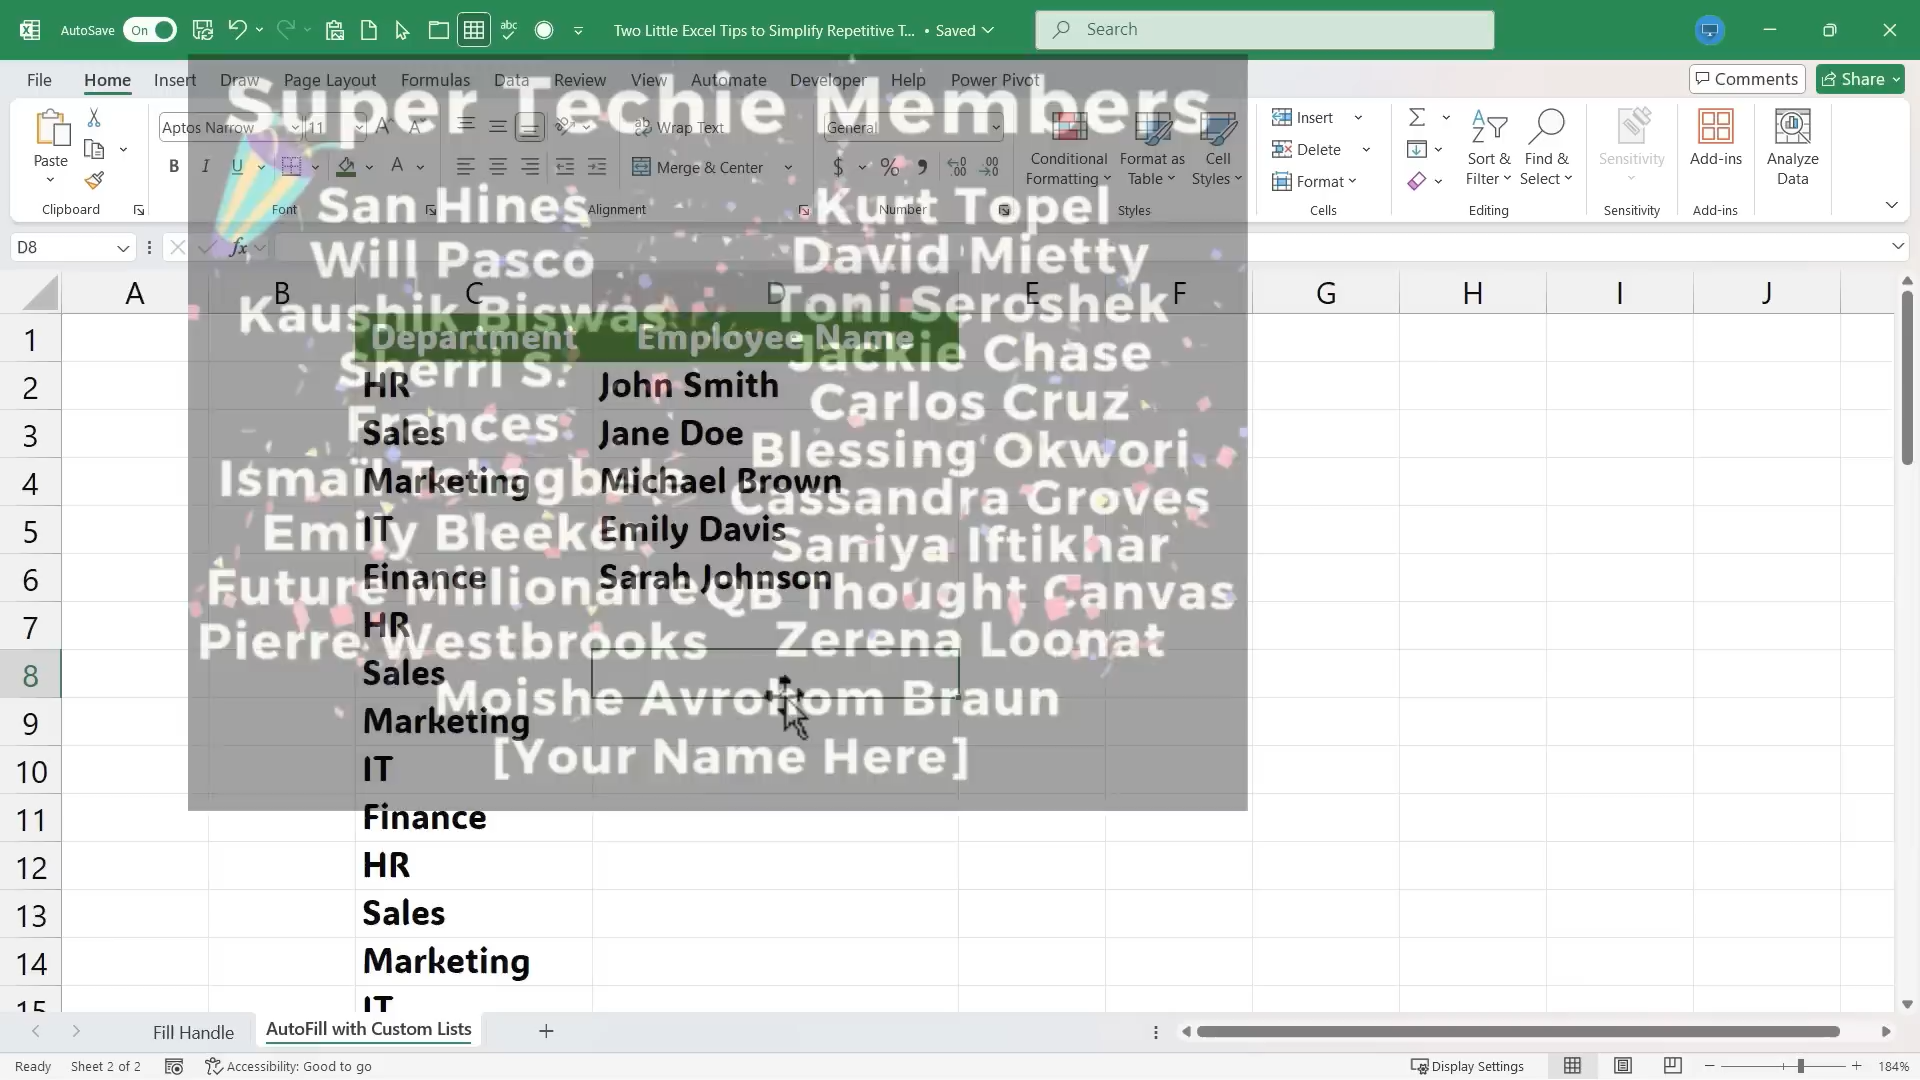 AutoSave On Two Little Excel Tips to Simplify Repetitive T... • Saved Search
File Home Insert Draw Page Layout Formulas Data Review View Automate Developer Help Power Pivot Comments Share
Super Techie Members
Paste
Clipboard
Aptos Narrow 11
B I U A
Font
Wrap Text
Merge & Center
Alignment
General
$ % 9
Number
Conditional Formatting
Format as Table
Cell Styles
Styles
Insert
Delete
Format
Cells
Sort & Filter
Find & Select
Editing
Sensitivity
Sensitivity
Add-ins
Add-ins
Analyze Data
D8 fx
San Hines
Will Pasco
Kaushik Biswas
Sherri S.
Frances
Emily Bleeker
Future Millionaire
Pierre Westbrooks
Kurt Topel
David Mietty
Toni Seroshek
Jackie Chase
Carlos Cruz
Blessing Okwori
Cassandra Groves
Saniya Iftikhar
QB Thought Canvas
Zerena Loonat
Moishe Avrohom Braun
[Your Name Here]
A B C D E F G H I J
1 Department Employee Name
2 HR John Smith
3 Sales Jane Doe
4 Marketing Michael Brown
5 IT Emily Davis
6 Finance Sarah Johnson
7 HR
8 Sales
9 Marketing
10 IT
11 Finance
12 HR
13 Sales
14 Marketing
15 IT
Fill Handle AutoFill with Custom Lists
Ready Sheet 2 of 2 Accessibility: Good to go Display Settings 184%